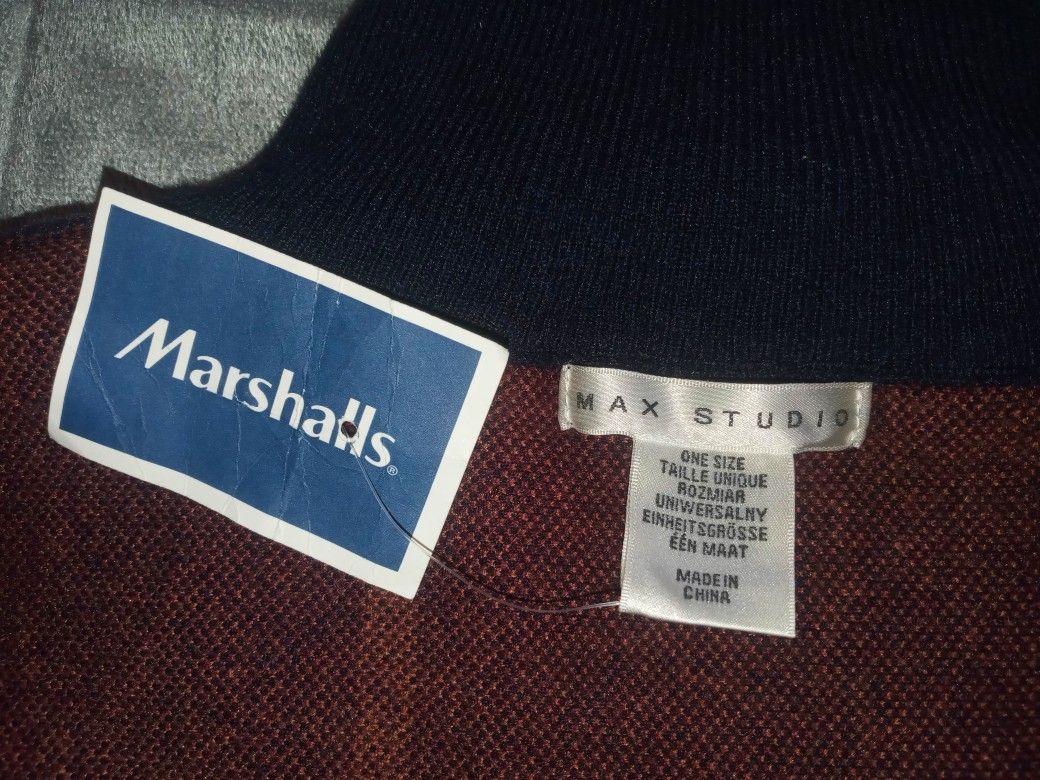 Marshalls®
MAX STUDIO
ONE SIZE
TAILLE UNIQUE
ROZMIAR
UNIWERSALNY
EINHEITSGRÖSSE
ÉÉN MAAT
MADE IN
CHINA